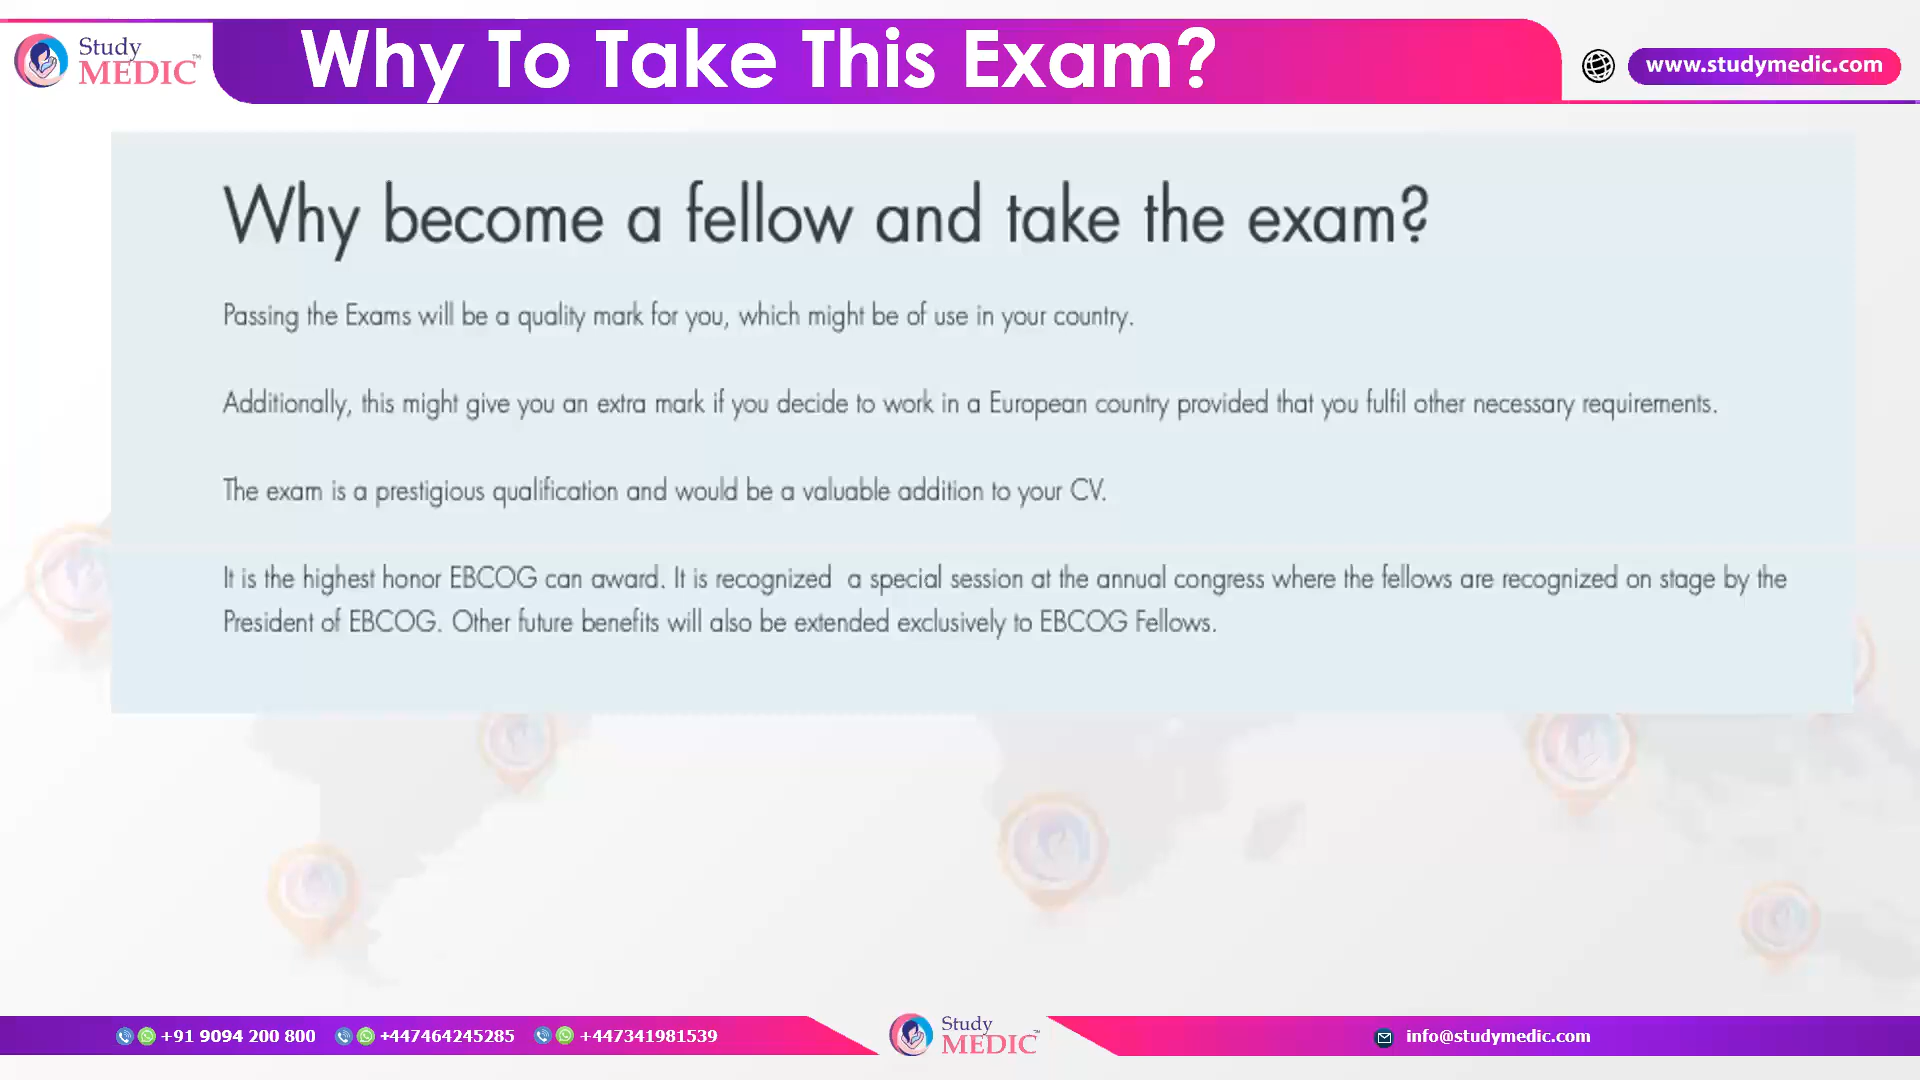 Study
MEDIC™
Why To Take This Exam?
www.studymedic.com
Why become a fellow and take the exam?
Passing the Exams will be a quality mark for you, which might be of use in your country.
Additionally, this might give you an extra mark if you decide to work in a European country provided that you fulfil other necessary requirements.
The exam is a prestigious qualification and would be a valuable addition to your CV.
It is the highest honor EBCOG can award. It is recognized  a special session at the annual congress where the fellows are recognized on stage by the
President of EBCOG. Other future benefits will also be extended exclusively to EBCOG Fellows.
+91 9094 200 800
+447464245285
+447341981539
Study
MEDIC™
info@studymedic.com